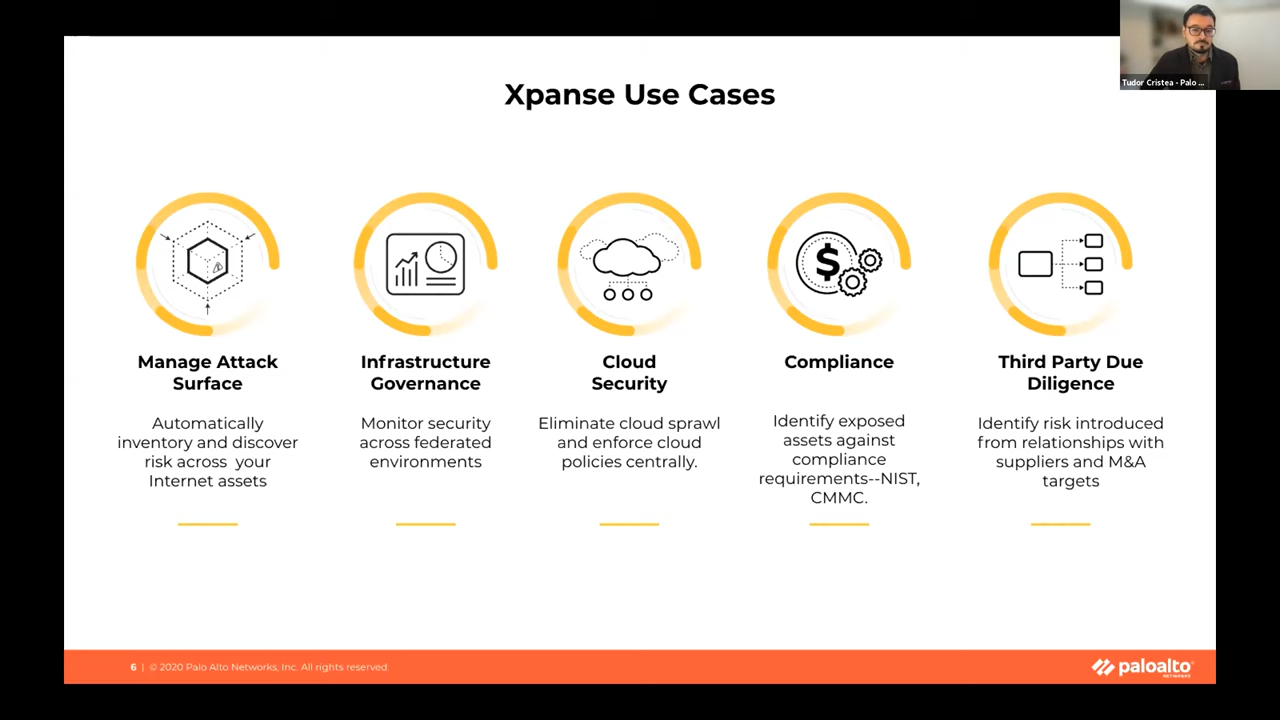 Tudor Cristea - Palo ...
Xpanse Use Cases
$
Manage Attack
Surface
Automatically
inventory and discover
risk across your
Internet assets
Infrastructure
Governance
Monitor security
across federated
environments
Cloud
Security
Eliminate cloud sprawl
and enforce cloud
policies centrally.
Compliance
Identify exposed
assets against
compliance
requirements--NIST,
CMMC.
Third Party Due
Diligence
Identify risk introduced
from relationships with
suppliers and M&A
targets
6 | © 2020 Palo Alto Networks, Inc. All rights reserved.
paloalto
NETWORKS